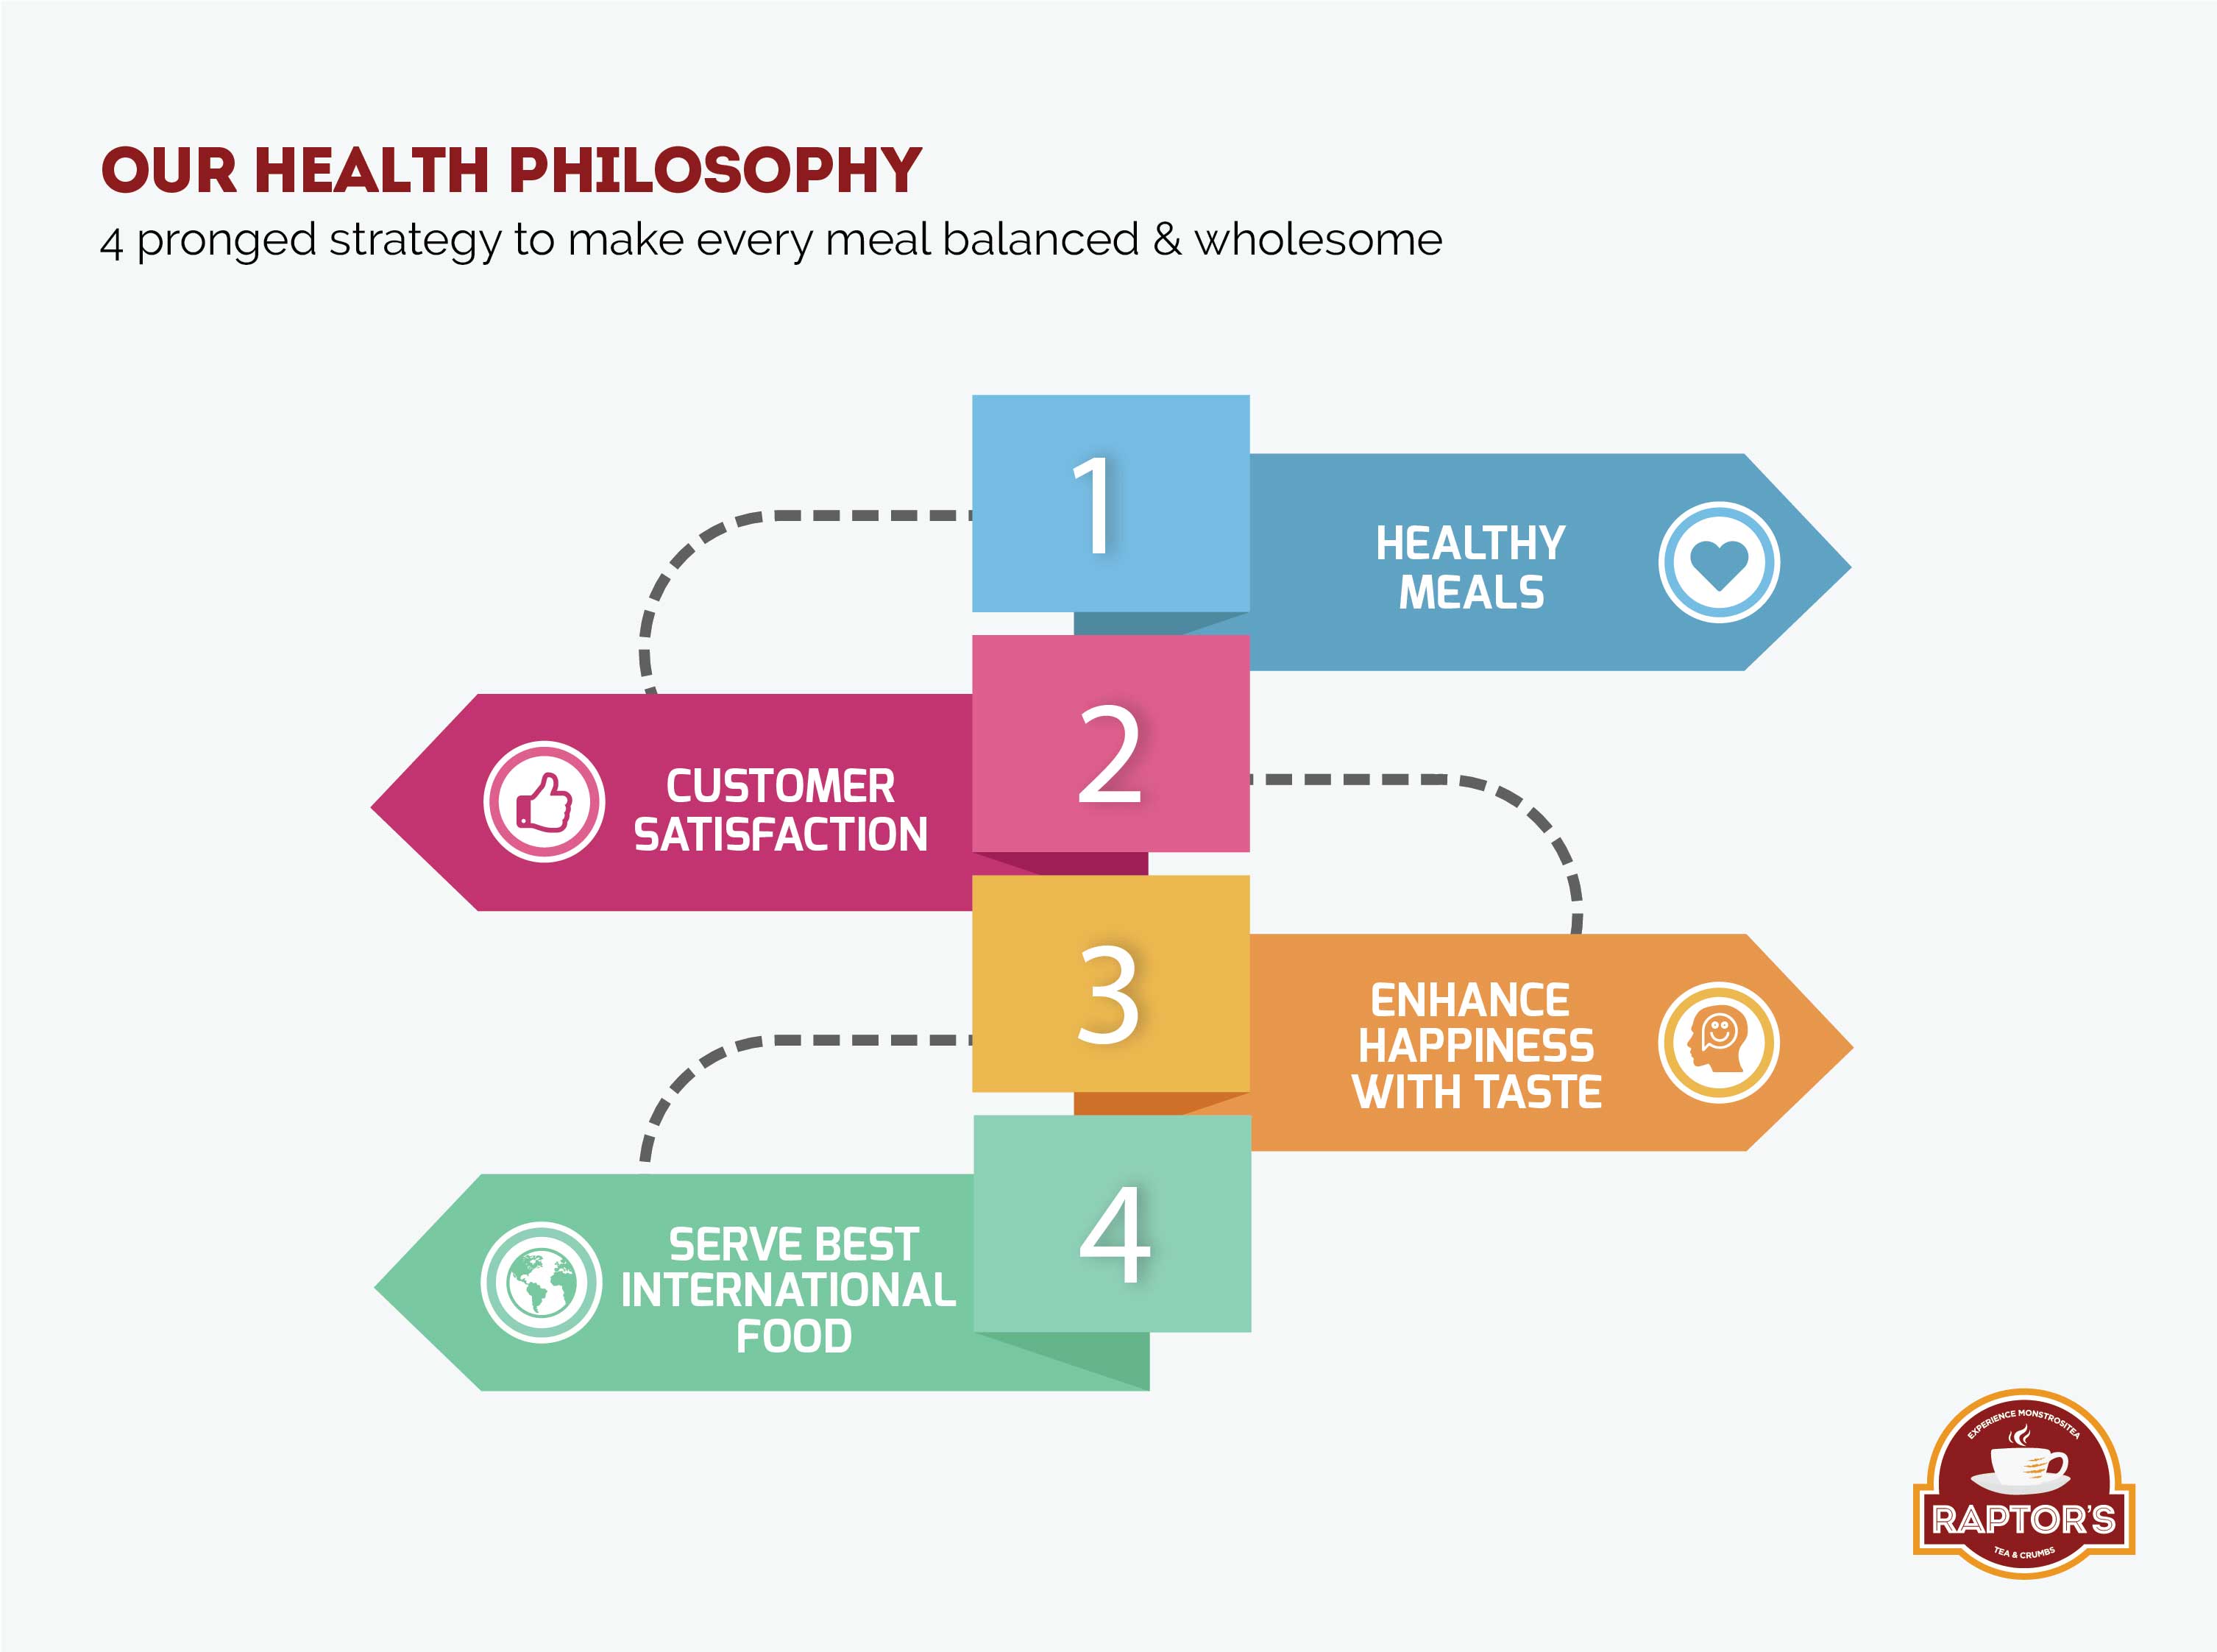 OUR HEALTH PHILOSOPHY
4 pronged strategy to make every meal balanced & wholesome
1
HEALTHY
MEALS
2
CUSTOMER
SATISFACTION
3
ENHANCE
HAPPINESS
WITH TASTE
4
SERVE BEST
INTERNATIONAL
FOOD
EXPERIENCE MONSTROSITEA
RAPTOR'S
TEA & CRUMBS